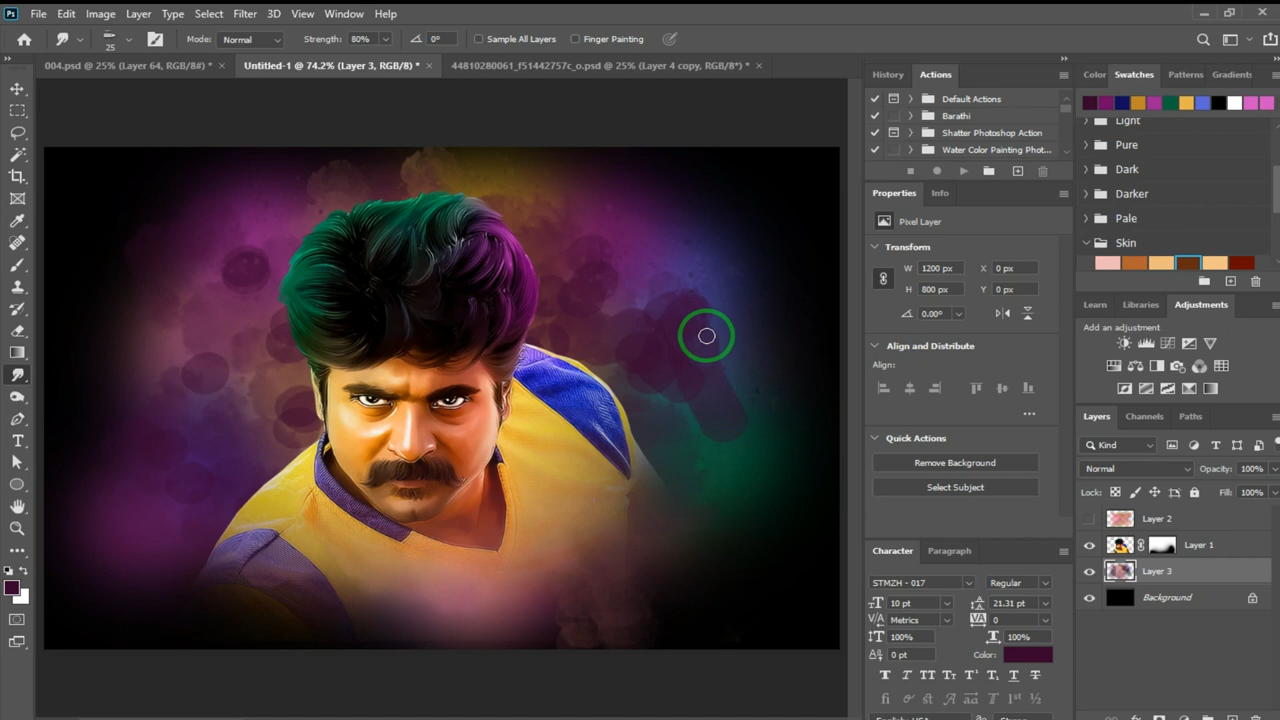 Ps File Edit Image Layer Type Select Filter 3D View Window Help
25 Mode: Normal Strength: 80% 0° Sample All Layers Finger Painting
004.psd @ 25% (Layer 64, RGB/8#) * × Untitled-1 @ 74.2% (Layer 3, RGB/8) * × 44810280061_f51442757c_o.psd @ 25% (Layer 4 copy, RGB/8*) * ×
History Actions
Default Actions
Barathi
Shatter Photoshop Action
Water Color Painting Phot...
Properties Info
Pixel Layer
Transform
W 1200 px X 0 px
H 800 px Y 0 px
0.00°
Align and Distribute
Align:
...
Quick Actions
Remove Background
Select Subject
Character Paragraph
STMZH - 017 Regular
10 pt 21.31 pt
Metrics 0
100% 100%
0 pt Color:
Color Swatches Patterns Gradients
Light
Pure
Dark
Darker
Pale
Skin
Learn Libraries Adjustments
Add an adjustment
Layers Channels Paths
Kind
Normal Opacity: 100%
Lock: Fill: 100%
Layer 2
Layer 1
Layer 3
Background